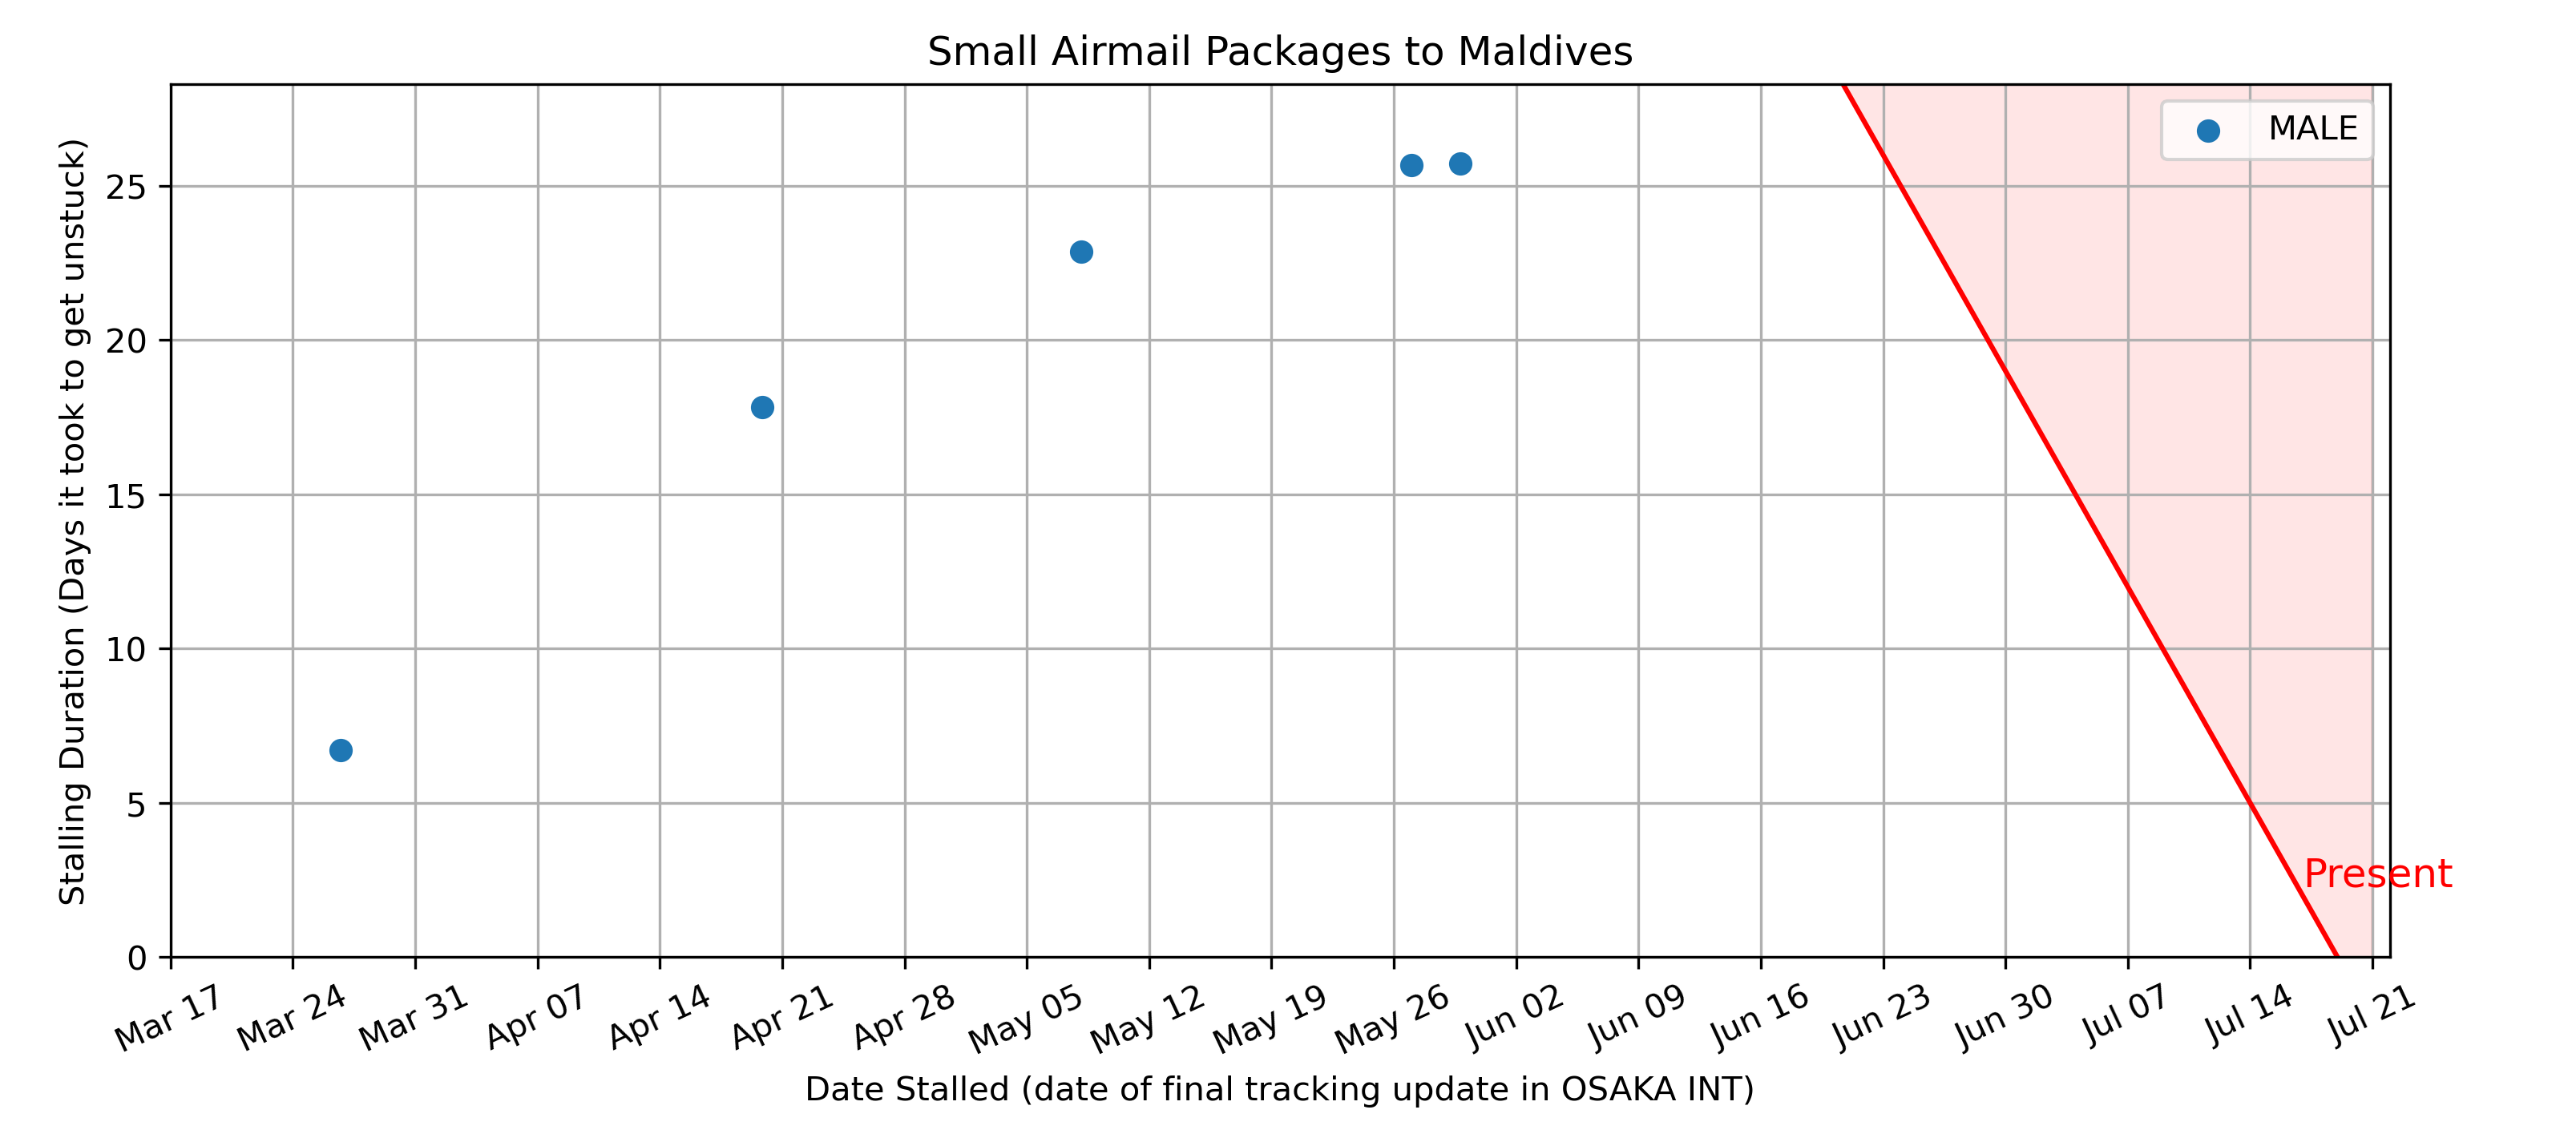 Small Airmail Packages to Maldives
MALE
Stalling Duration (Days it took to get unstuck)
25
20
15
10
5
0
Present
Mar 17
Mar 24
Mar 31
Apr 07
Apr 14
Apr 21
Apr 28
May 05
May 12
May 19
May 26
Jun 02
Jun 09
Jun 16
Jun 23
Jun 30
Jul 07
Jul 14
Jul 21
Date Stalled (date of final tracking update in OSAKA INT)